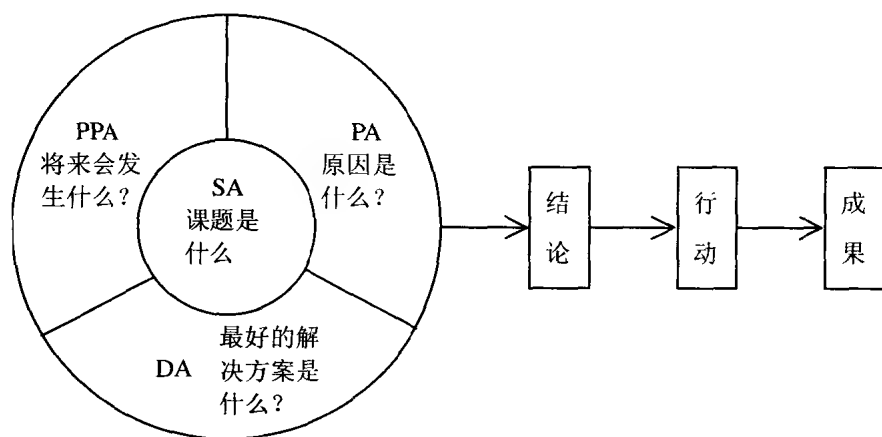 PPA
将来会发
生什么？
PA
原因是
什么？
SA
课题是
什么
DA
最好的解
决方案是
什么？
结
论
行
动
成
果